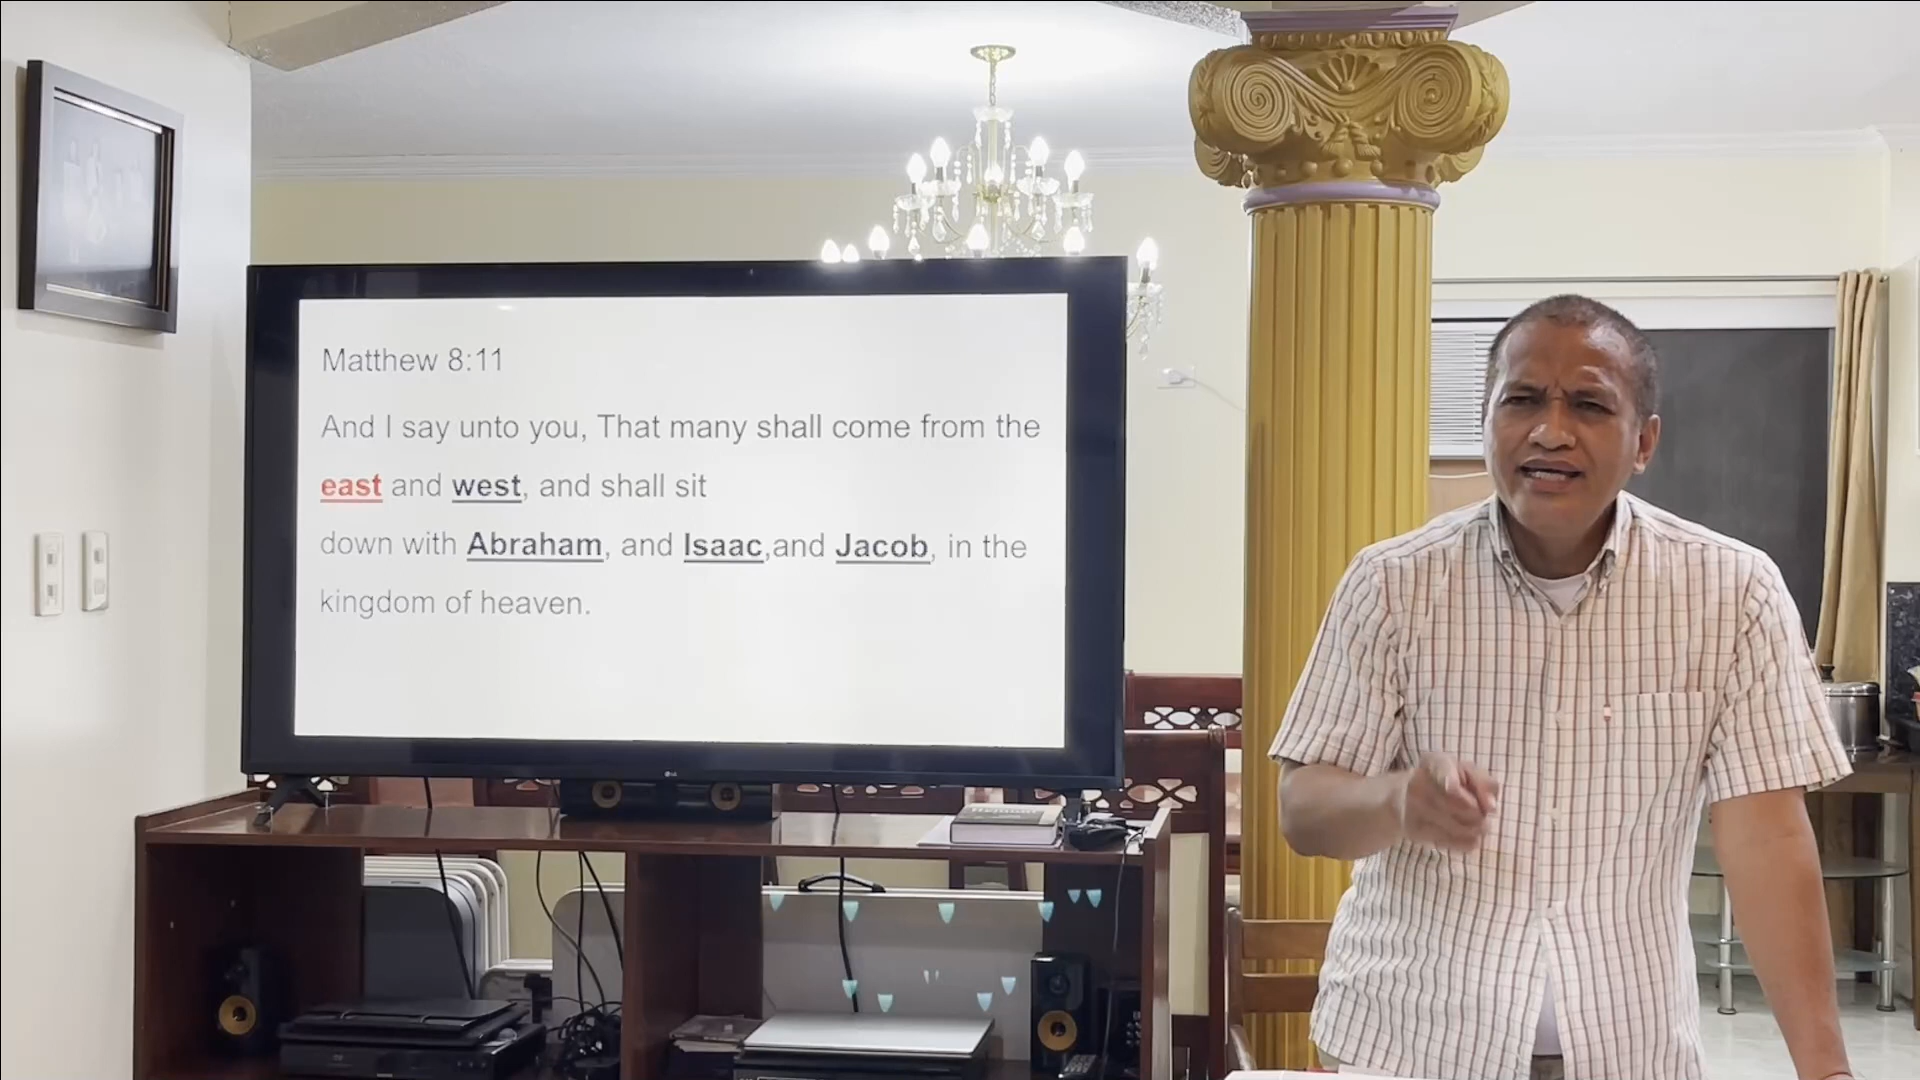 Matthew 8:11
And I say unto you, That many shall come from the
east and west, and shall sit
down with Abraham, and Isaac,and Jacob, in the
kingdom of heaven.
LG